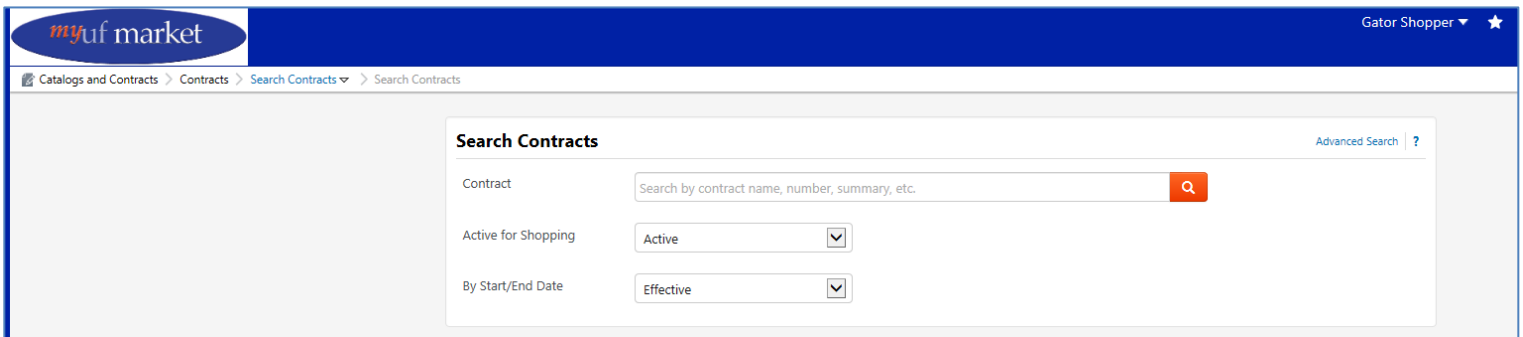 myuf market
Gator Shopper
Catalogs and Contracts > Contracts > Search Contracts > Search Contracts
Search Contracts
Advanced Search ?
Contract
Search by contract name, number, summary, etc.
Active for Shopping
Active
By Start/End Date
Effective